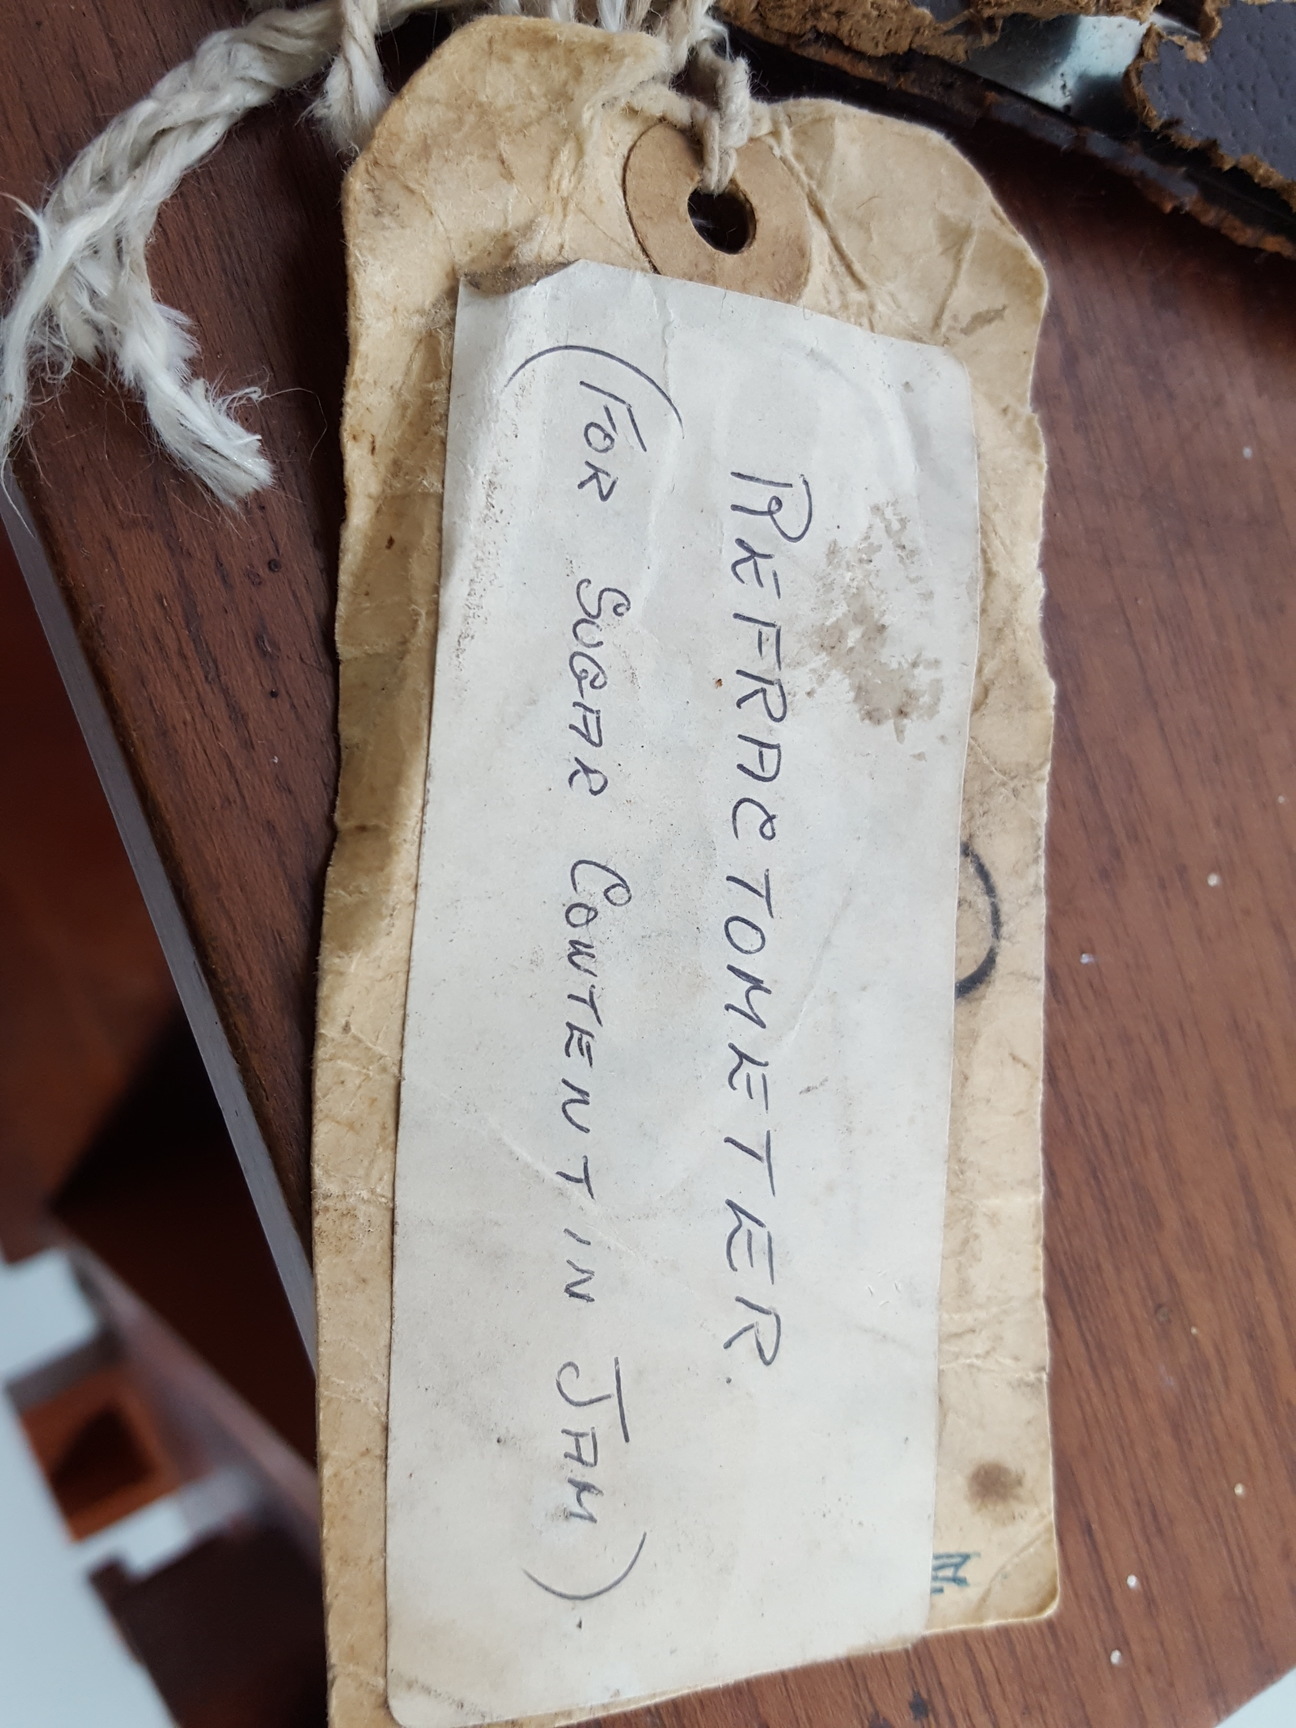 REFRACTOMETER
(FOR SUGAR CONTENT IN JAM).